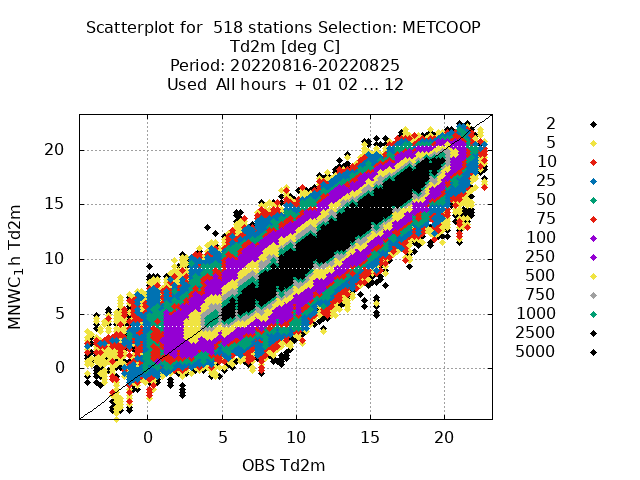 Scatterplot for 518 stations Selection: METCOOP
Td2m [deg C]
Period: 20220816-20220825
Used All hours + 01 02 ... 12
MNWC1h Td2m
20
15
10
5
0
0 5 10 15 20
OBS Td2m
2
5
10
25
50
75
100
250
500
750
1000
2500
5000